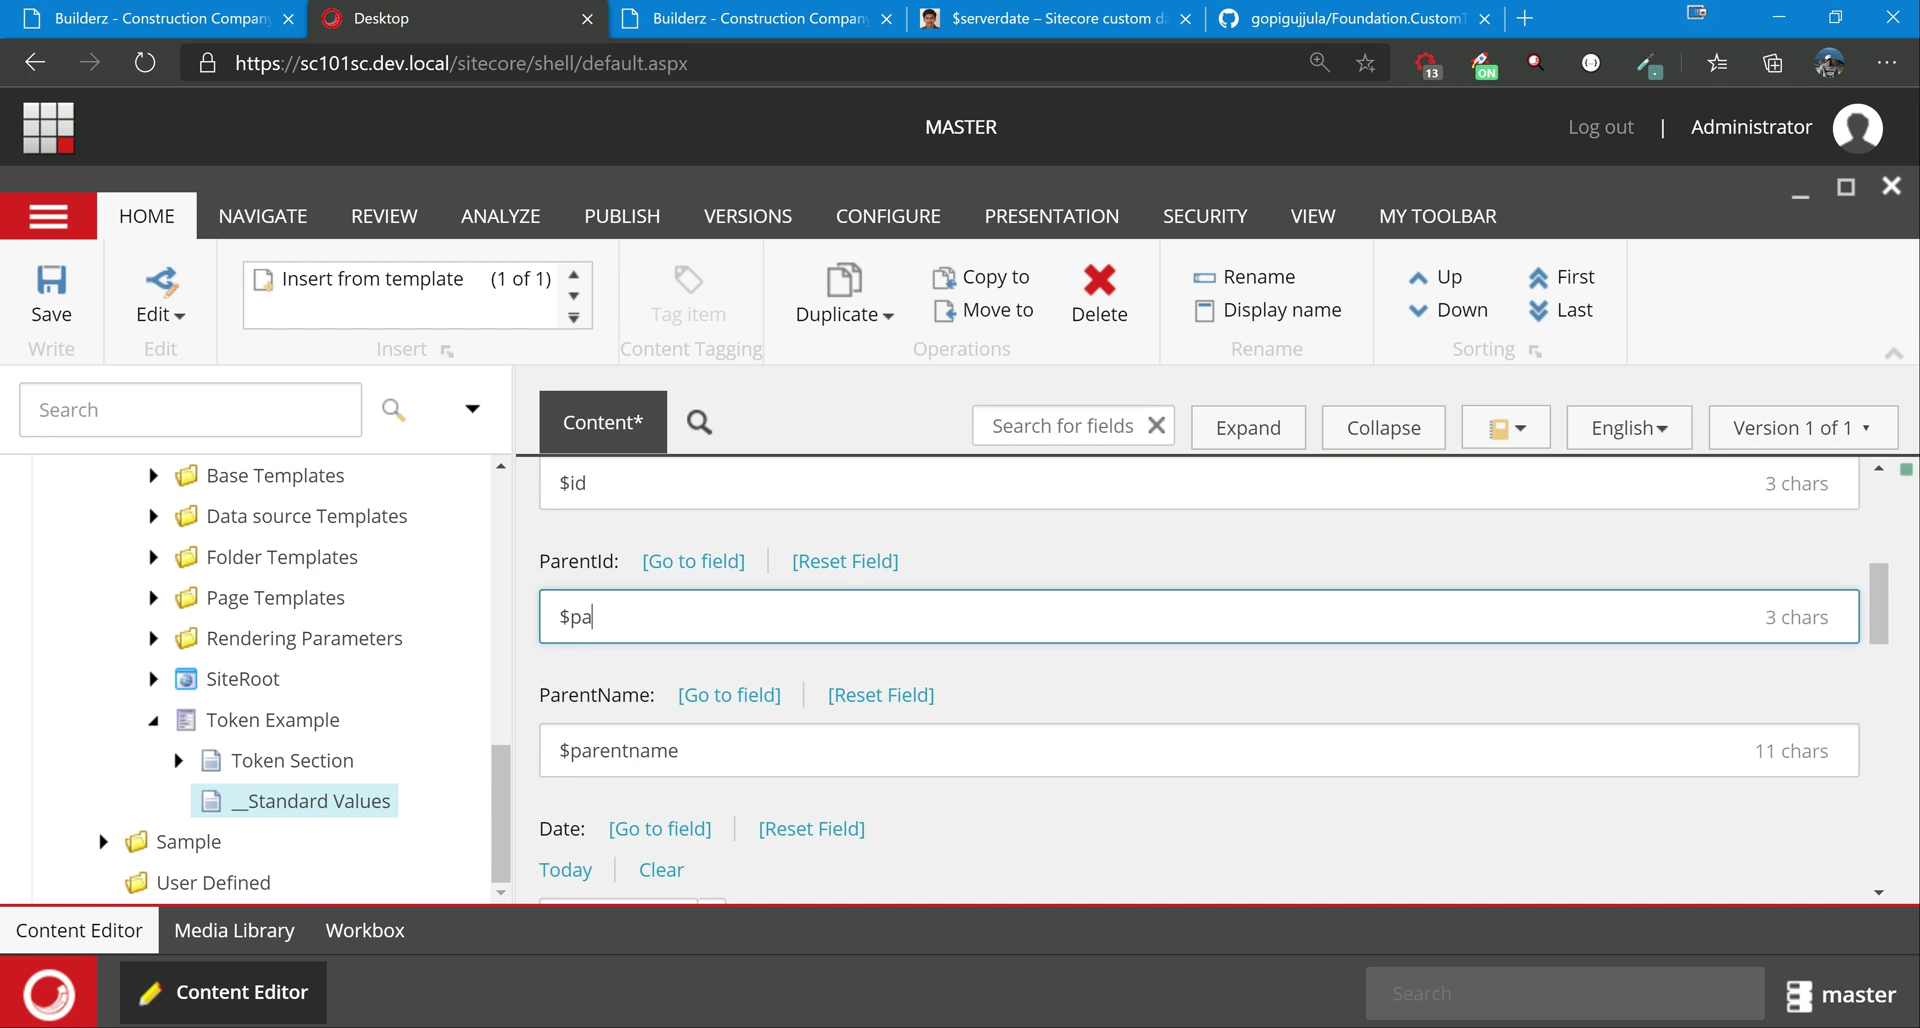 Builderz - Construction Company
Desktop
Builderz - Construction Company
$serverdate – Sitecore custom da
gopigujjula/Foundation.CustomT
https://sc101sc.dev.local/sitecore/shell/default.aspx
13
ON
MASTER
Log out | Administrator
HOME NAVIGATE REVIEW ANALYZE PUBLISH VERSIONS CONFIGURE PRESENTATION SECURITY VIEW MY TOOLBAR
Insert from template (1 of 1)
Copy to
Rename
Up
First
Save
Edit
Tag item
Duplicate
Move to
Delete
Display name
Down
Last
Write
Edit
Insert
Content Tagging
Operations
Rename
Sorting
Search
Content*
Search for fields
Expand
Collapse
English
Version 1 of 1
Base Templates
Data source Templates
Folder Templates
Page Templates
Rendering Parameters
SiteRoot
Token Example
Token Section
__Standard Values
Sample
User Defined
$id 3 chars
ParentId: [Go to field] [Reset Field]
$pa 3 chars
ParentName: [Go to field] [Reset Field]
$parentname 11 chars
Date: [Go to field] [Reset Field]
Today Clear
Content Editor Media Library Workbox
Content Editor
Search
master